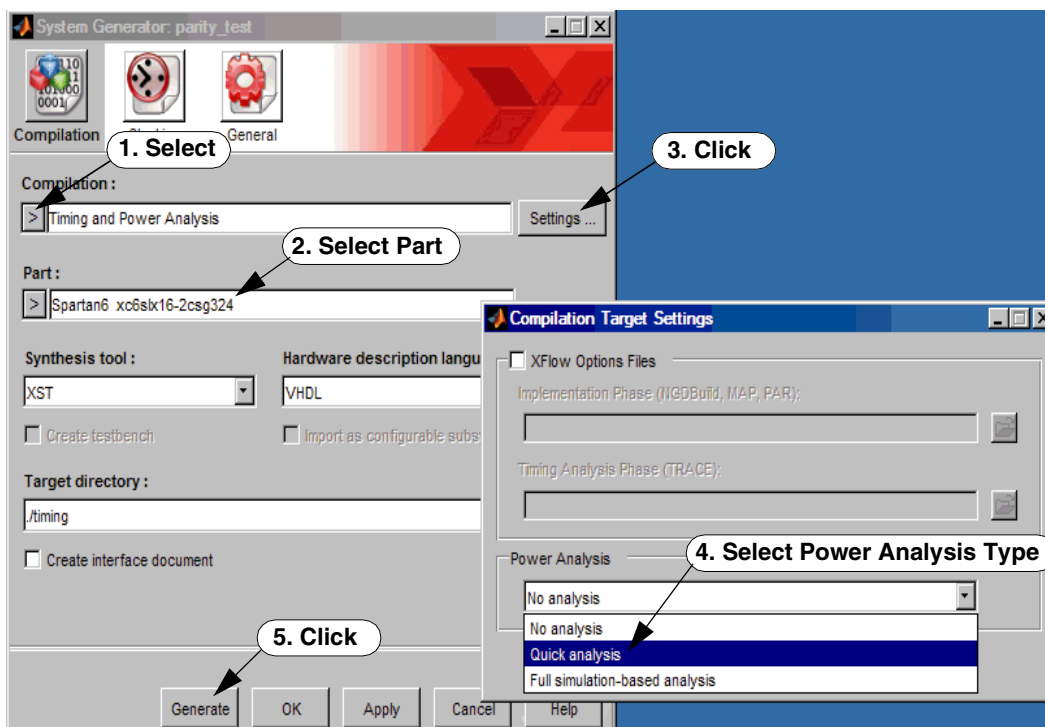 System Generator: parity_test
Compilation
General
1. Select
3. Click
Compilation :
> Timing and Power Analysis
Settings ...
2. Select Part
Part :
> Spartan6 xc6slx16-2csg324
Compilation Target Settings
Synthesis tool :
Hardware description langu
XST
VHDL
Create testbench
Import as configurable subs
Target directory :
./timing
Create interface document
XFlow Options Files
Implementation Phase (NGDBuild, MAP, PAR):
Timing Analysis Phase (TRACE):
Power Analysis
4. Select Power Analysis Type
No analysis
No analysis
Quick analysis
Full simulation-based analysis
5. Click
Generate
OK
Apply
Cancel
Help